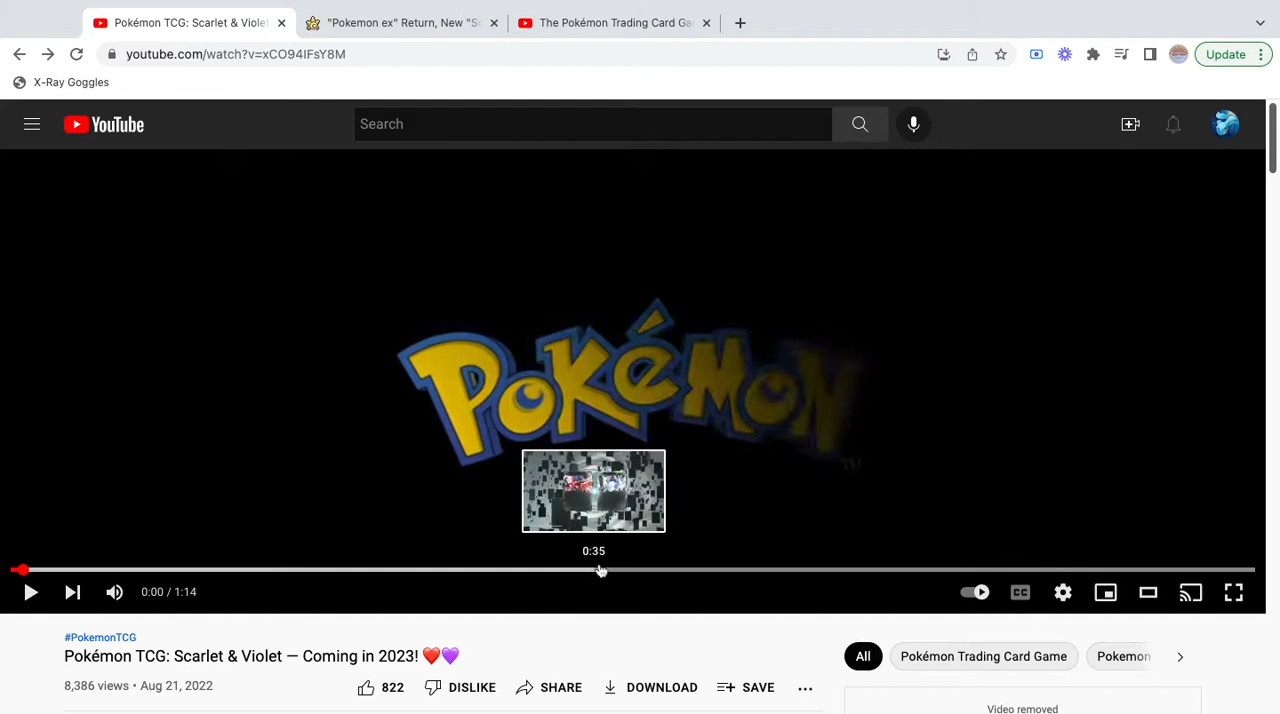 Pokémon TCG: Scarlet & Violet
"Pokemon ex" Return, New "Sc
The Pokémon Trading Card Ga
youtube.com/watch?v=xCO94IFsY8M
Update
X-Ray Goggles
YouTube
Search
POKéMON
TM
0:35
0:00 / 1:14
CC
#PokemonTCG
Pokémon TCG: Scarlet & Violet — Coming in 2023! ❤️💜
All
Pokémon Trading Card Game
Pokemon
8,386 views • Aug 21, 2022
822
DISLIKE
SHARE
DOWNLOAD
SAVE
Video removed